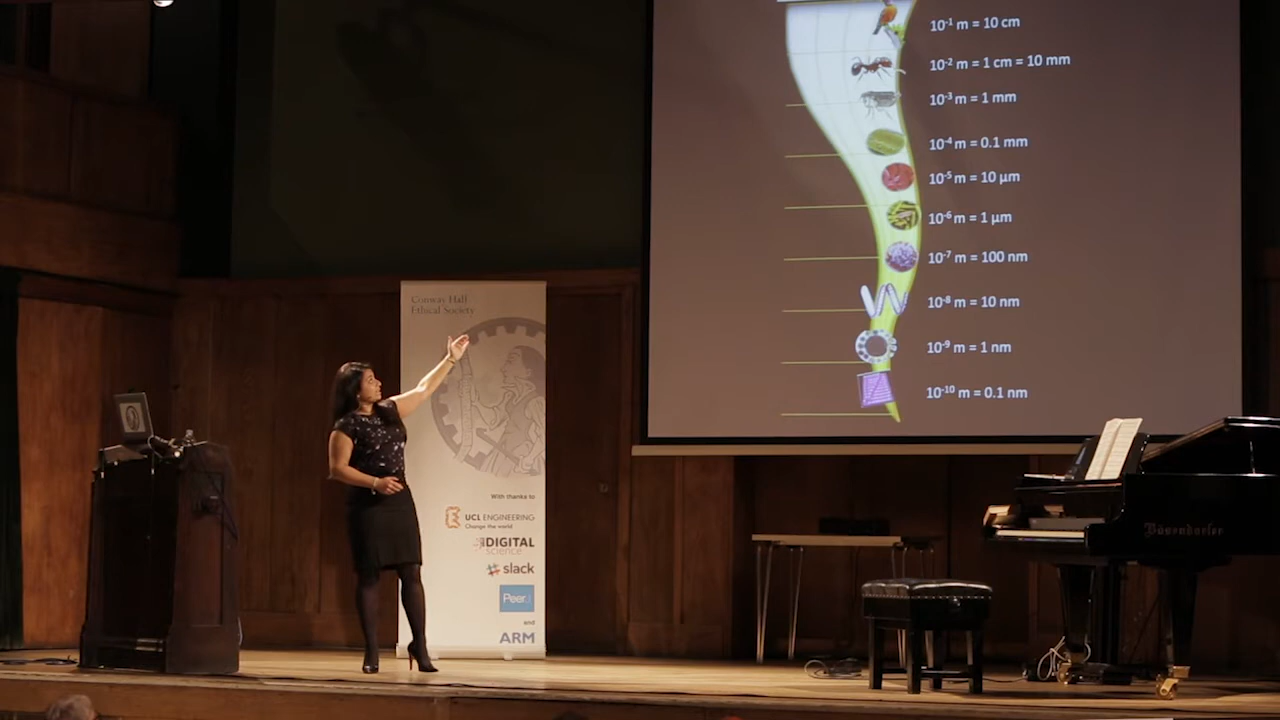 10⁻¹ m = 10 cm
10⁻² m = 1 cm = 10 mm
10⁻³ m = 1 mm
10⁻⁴ m = 0.1 mm
10⁻⁵ m = 10 µm
10⁻⁶ m = 1 µm
10⁻⁷ m = 100 nm
10⁻⁸ m = 10 nm
10⁻⁹ m = 1 nm
10⁻¹⁰ m = 0.1 nm
Conway Hall
Ethical Society
With thanks to
UCL ENGINEERING
Change the world
DIGITAL
science
slack
PeerJ
and
ARM
Bösendorfer